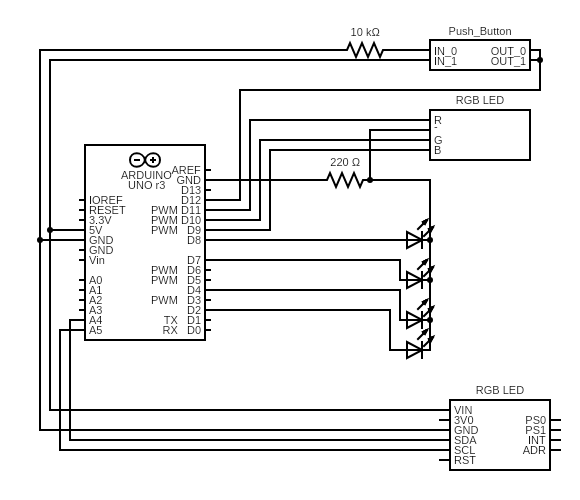 10 kΩ
Push_Button
IN_0 OUT_0
IN_1 OUT_1
RGB LED
R
-
G
B
220 Ω
ARDUINO
UNO r3
AREF
GND
D13
IOREF D12
RESET PWM D11
3.3V PWM D10
5V PWM D9
GND D8
GND
Vin D7
PWM D6
A0 PWM D5
A1 D4
A2 PWM D3
A3 D2
A4 TX D1
A5 RX D0
RGB LED
VIN
3V0 PS0
GND PS1
SDA INT
SCL ADR
RST